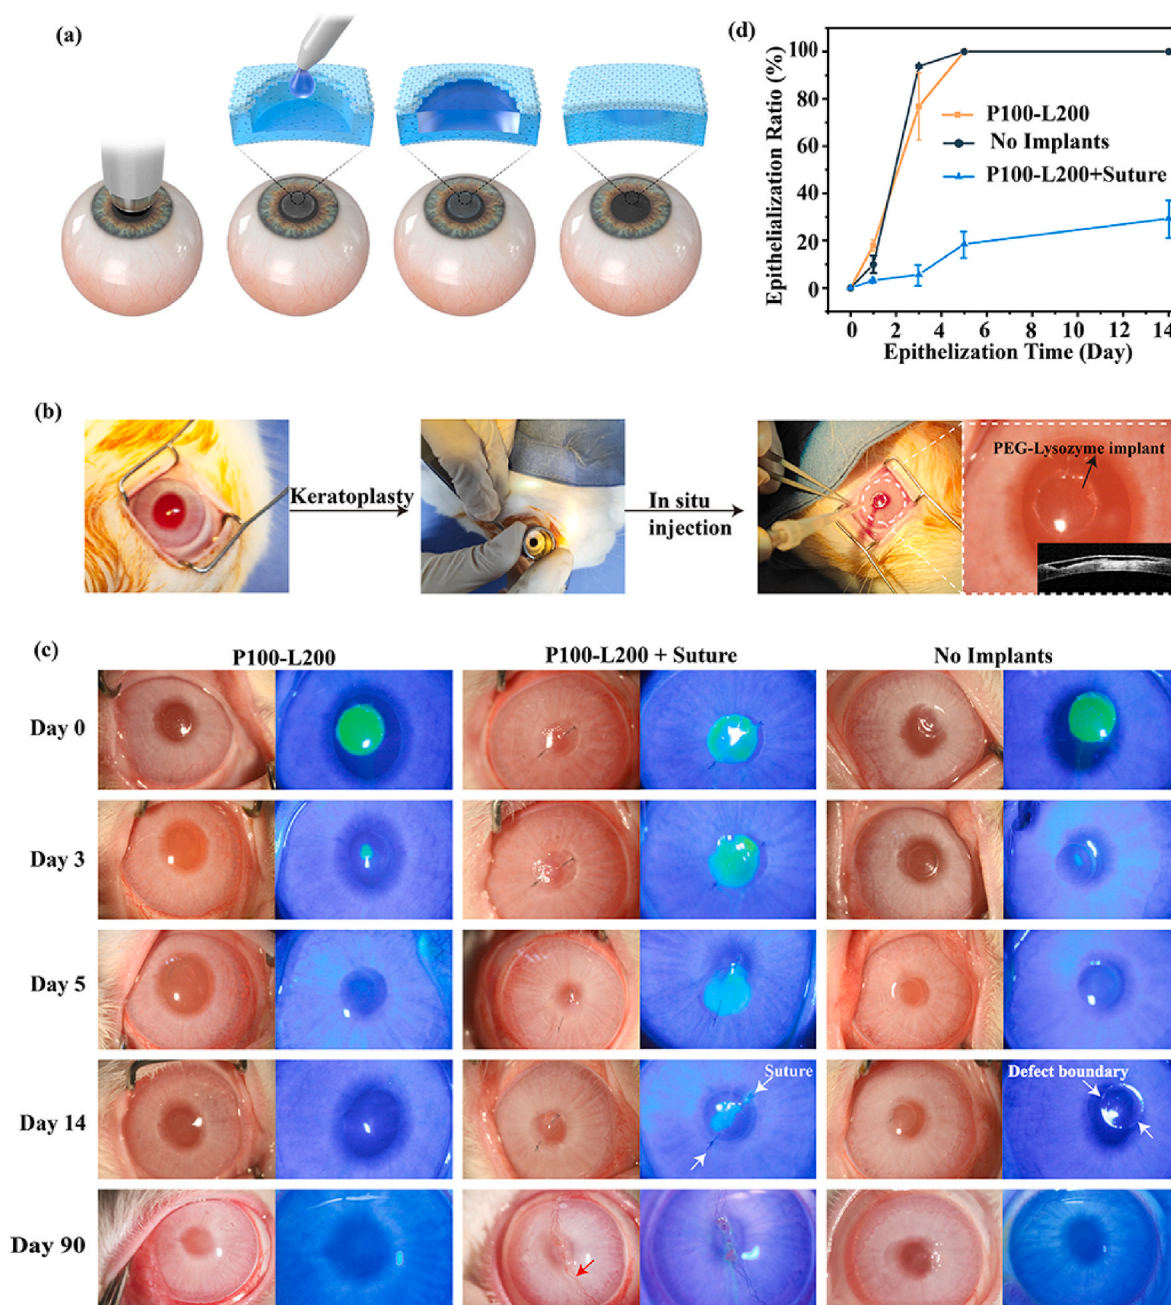 (a)
(d)
Epithelialization Ratio (%)
100
80
60
40
20
0
P100-L200
No Implants
P100-L200+Suture
0 2 4 6 8 10 12 14
Epithelization Time (Day)
(b)
Keratoplasty
In situ
injection
PEG-Lysozyme implant
(c)
P100-L200
P100-L200 + Suture
No Implants
Day 0
Day 3
Day 5
Day 14
Suture
Defect boundary
Day 90